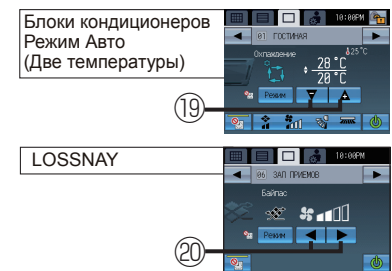 Блоки кондиционеров
Режим Авто
(Две температуры)
10:00PM
01 ГОСТИНАЯ
Охлаждение
25°C
28°C
20°C
Режим
19
LOSSNAY
10:00PM
06 ЗАЛ ПРИЕМОВ
Байпас
Режим
20